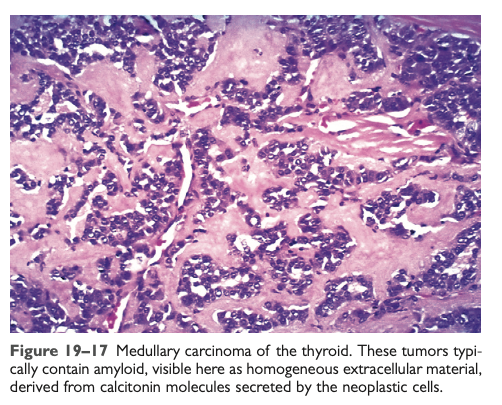 Figure 19–17 Medullary carcinoma of the thyroid. These tumors typi-
cally contain amyloid, visible here as homogeneous extracellular material,
derived from calcitonin molecules secreted by the neoplastic cells.